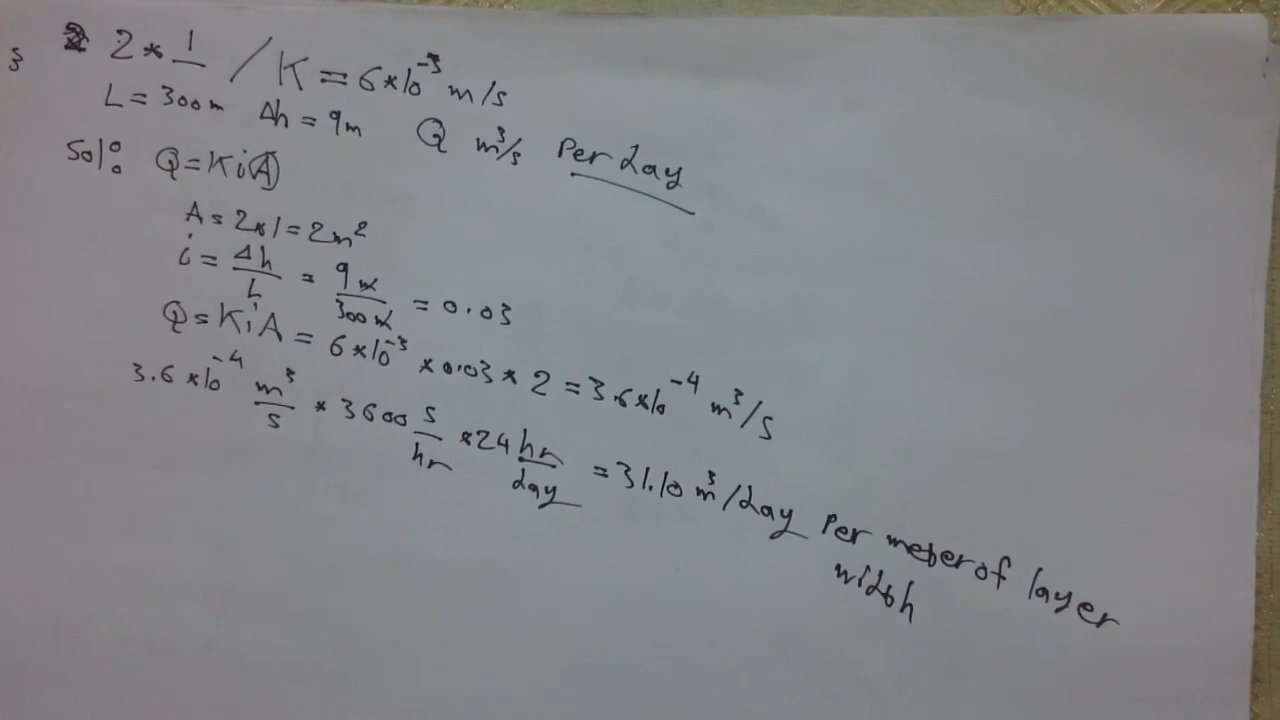 2 * 1 / K = 6*10^-3 m/s
L = 300m Δh = 9m Q m³/s Per day
Sol: Q = KiA
A = 2*1 = 2m²
i = Δh/L = 9m/300m = 0.03
Q = KiA = 6*10^-3 * 0.03 * 2 = 3.6*10^-4 m³/s
3.6*10^-4 m³/s * 3600 s/hr * 24 hr/day = 31.10 m³/day Per meter of layer
width